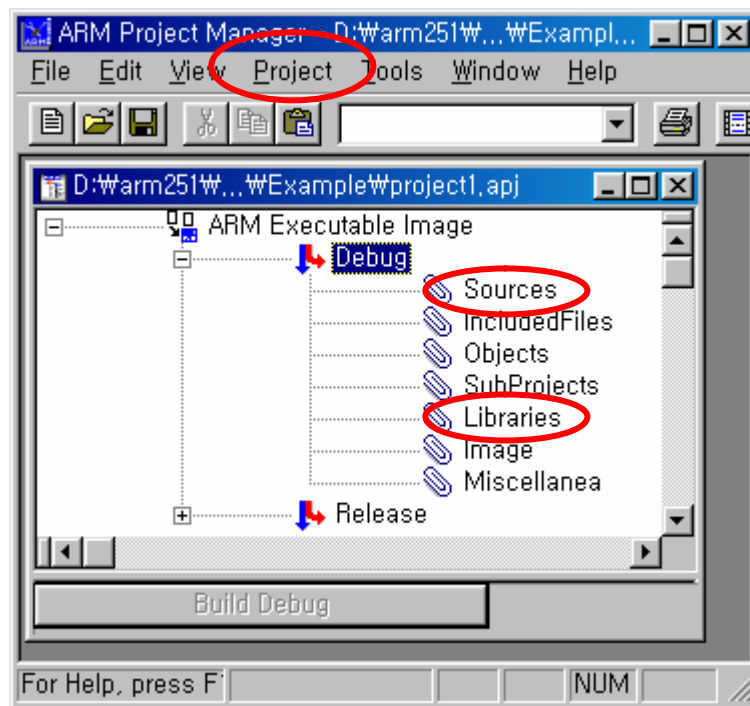 ARM Project Manager - D:₩arm251₩...₩Exampl...
File Edit View Project Tools Window Help
D:₩arm251₩...₩Example₩project1.apj
ARM Executable Image
Debug
Sources
IncludedFiles
Objects
SubProjects
Libraries
Image
Miscellanea
Release
Build Debug
For Help, press F NUM